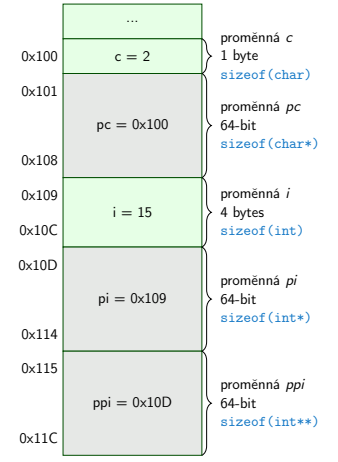 ...
0x100
c = 2
proměnná c
1 byte
sizeof(char)
0x101
pc = 0x100
0x108
proměnná pc
64-bit
sizeof(char*)
0x109
i = 15
0x10C
proměnná i
4 bytes
sizeof(int)
0x10D
pi = 0x109
0x114
proměnná pi
64-bit
sizeof(int*)
0x115
ppi = 0x10D
0x11C
proměnná ppi
64-bit
sizeof(int**)